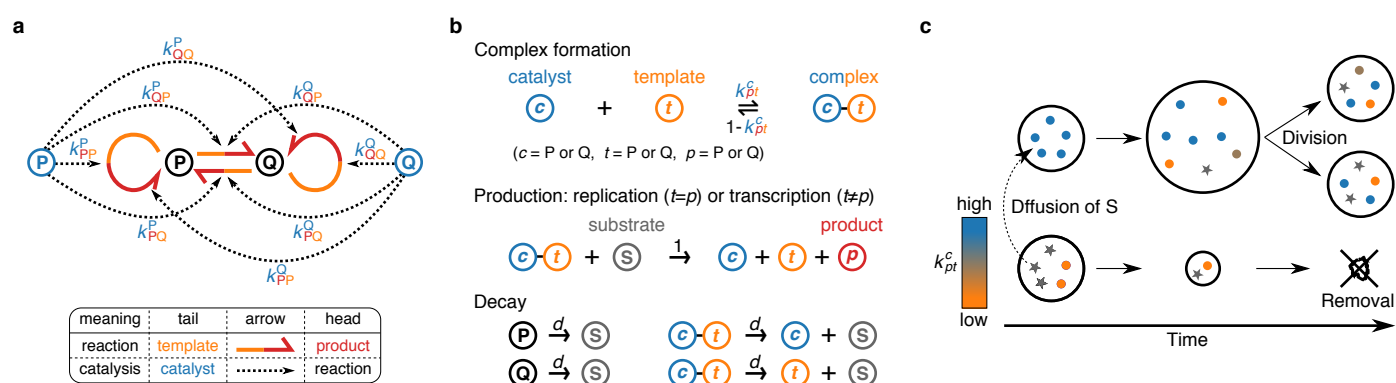 a
k^P_QQ
k^P_QP
k^Q_QP
k^P_PP
k^Q_QQ
P
P
Q
Q
k^P_PQ
k^Q_PQ
k^Q_PP
meaning tail arrow head
reaction template product
catalysis catalyst reaction
b
Complex formation
catalyst template complex
c + t k^c_pt ⇌ 1-k^c_pt c-t
(c = P or Q, t = P or Q, p = P or Q)
Production: replication (t=p) or transcription (t≠p)
substrate product
c-t + S 1→ c + t + p
Decay
P d→ S c-t d→ c + S
Q d→ S c-t d→ t + S
c
Division
Dffusion of S
high
k^c_pt
low
Removal
Time